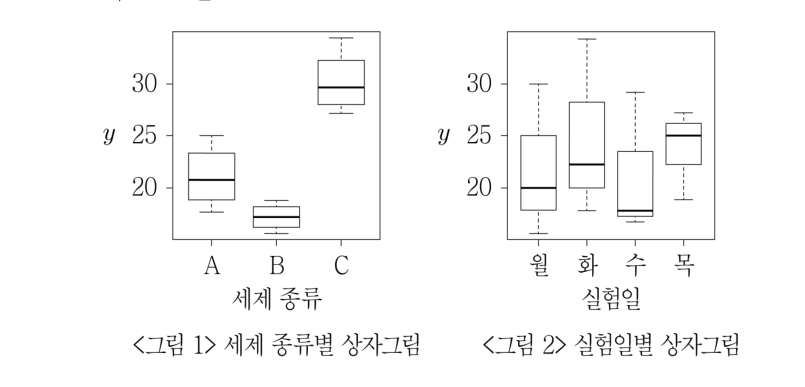 30
y 25
20
A B C
세제 종류
<그림 1> 세제 종류별 상자그림
30
y 25
20
월 화 수 목
실험일
<그림 2> 실험일별 상자그림